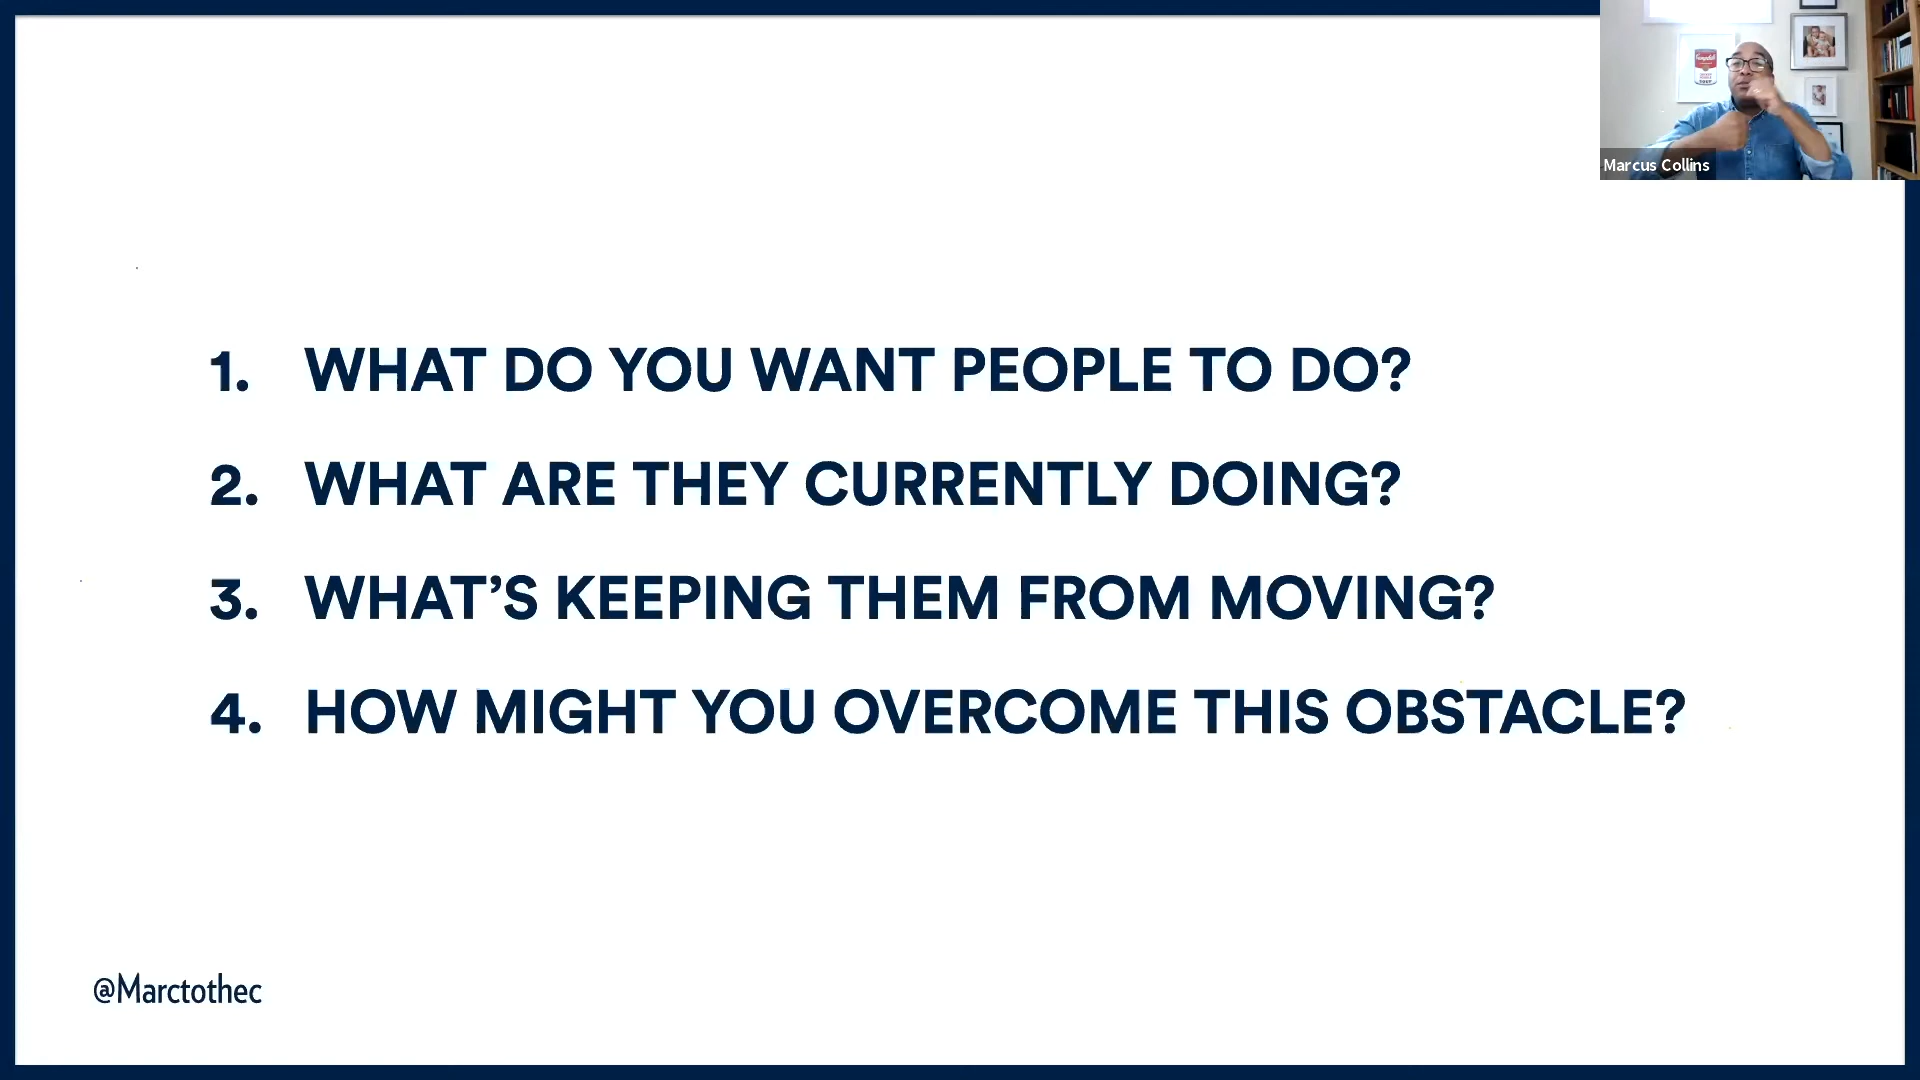 Marcus Collins
1. WHAT DO YOU WANT PEOPLE TO DO?
2. WHAT ARE THEY CURRENTLY DOING?
3. WHAT’S KEEPING THEM FROM MOVING?
4. HOW MIGHT YOU OVERCOME THIS OBSTACLE?
@Marctothec